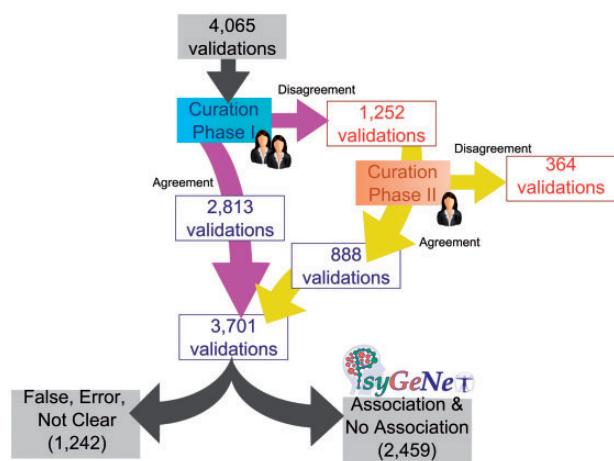 4,065
validations
Disagreement
Curation
Phase I
1,252
validations
Disagreement
Agreement
Curation
Phase II
364
validations
2,813
validations
Agreement
888
validations
3,701
validations
PsyGeNeT
False, Error,
Not Clear
(1,242)
Association &
No Association
(2,459)